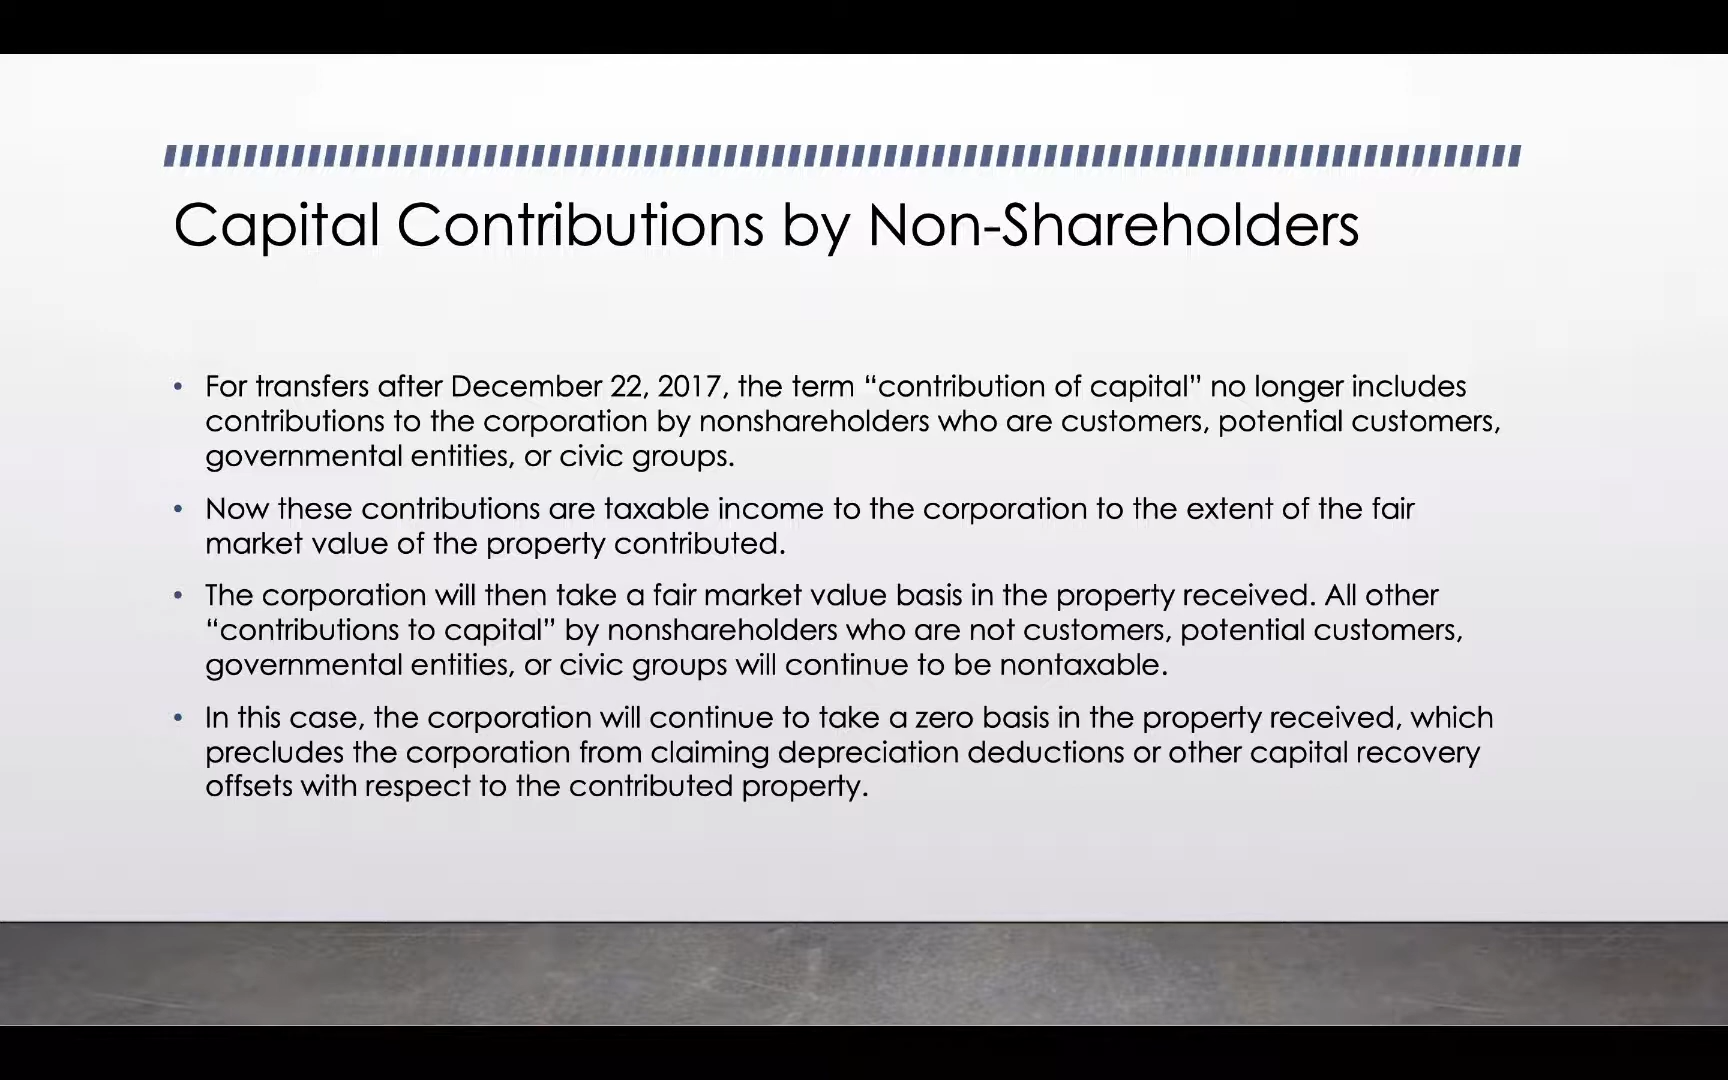 Capital Contributions by Non-Shareholders
• For transfers after December 22, 2017, the term “contribution of capital” no longer includes
contributions to the corporation by nonshareholders who are customers, potential customers,
governmental entities, or civic groups.
• Now these contributions are taxable income to the corporation to the extent of the fair
market value of the property contributed.
• The corporation will then take a fair market value basis in the property received. All other
“contributions to capital” by nonshareholders who are not customers, potential customers,
governmental entities, or civic groups will continue to be nontaxable.
• In this case, the corporation will continue to take a zero basis in the property received, which
precludes the corporation from claiming depreciation deductions or other capital recovery
offsets with respect to the contributed property.